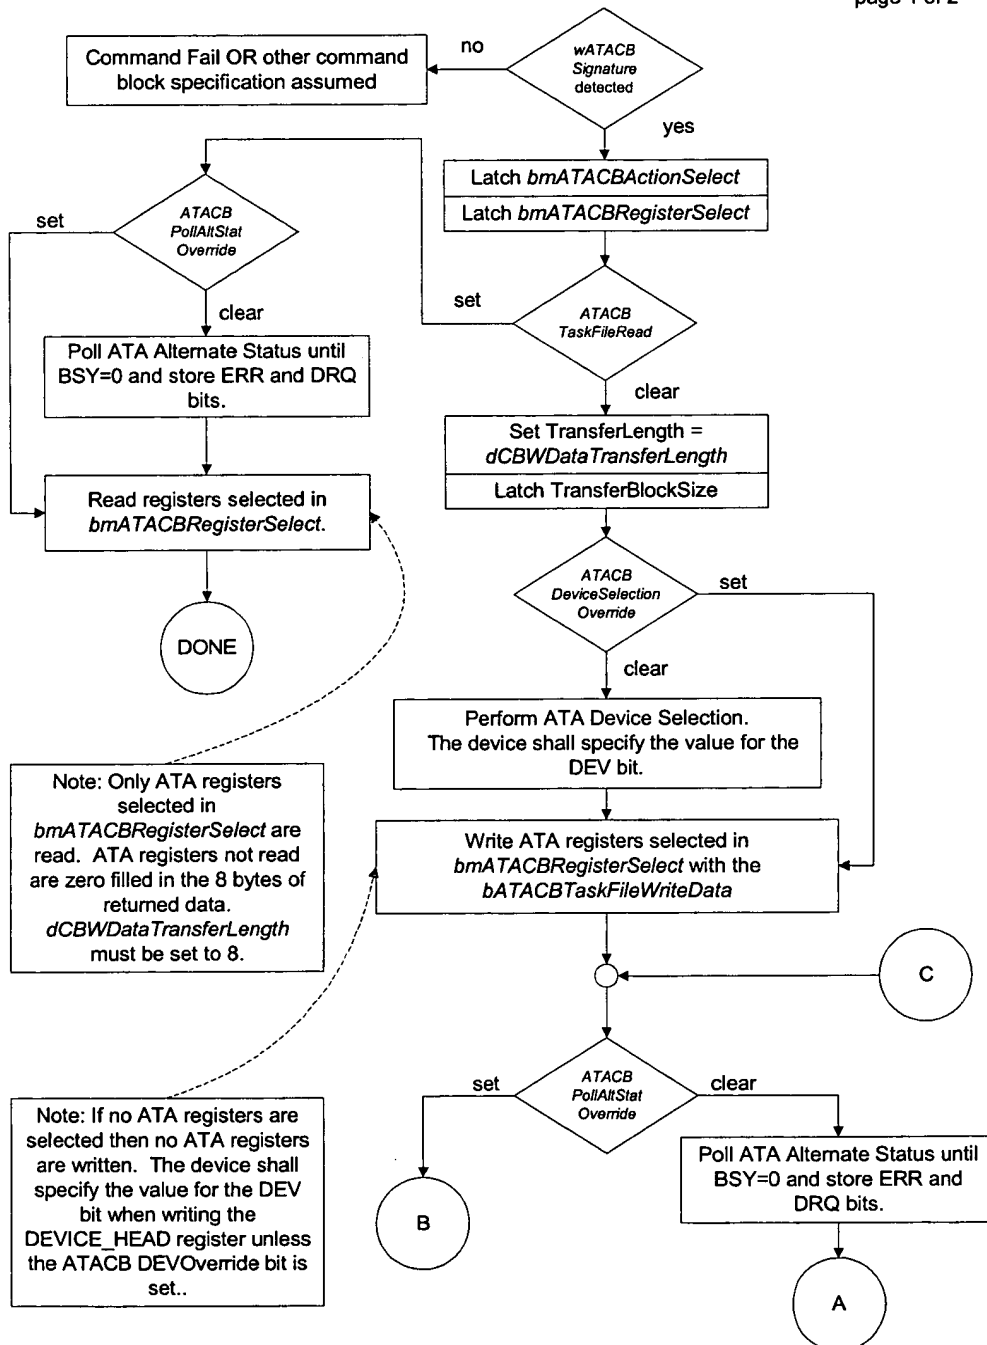 page 1 of 2
no
wATACB
Signature
detected
Command Fail OR other command
block specification assumed
yes
Latch bmATACBActionSelect
Latch bmATACBRegisterSelect
set
ATACB
PollAltStat
Override
set
ATACB
TaskFileRead
clear
Poll ATA Alternate Status until
BSY=0 and store ERR and DRQ
bits.
clear
Set TransferLength =
dCBWDataTransferLength
Latch TransferBlockSize
Read registers selected in
bmATACBRegisterSelect.
ATACB
DeviceSelection
Override
set
DONE
clear
Perform ATA Device Selection.
The device shall specify the value for the
DEV bit.
Note: Only ATA registers
selected in
bmATACBRegisterSelect are
read. ATA registers not read
are zero filled in the 8 bytes of
returned data.
dCBWDataTransferLength
must be set to 8.
Write ATA registers selected in
bmATACBRegisterSelect with the
bATACBTaskFileWriteData
C
set
ATACB
PollAltStat
Override
clear
Note: If no ATA registers are
selected then no ATA registers
are written. The device shall
specify the value for the DEV
bit when writing the
DEVICE_HEAD register unless
the ATACB DEVOverride bit is
set..
Poll ATA Alternate Status until
BSY=0 and store ERR and
DRQ bits.
B
A